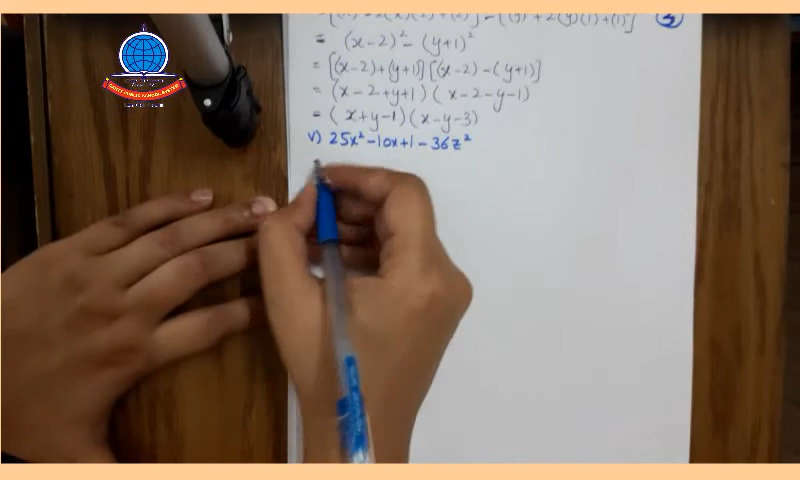 = (x-2)² - (y+1)²
= [(x-2)+(y+1)] [(x-2) - (y+1)]
= (x-2+y+1) (x-2-y-1)
= (x+y-1) (x-y-3)
v) 25x² -10x+1 - 36z²